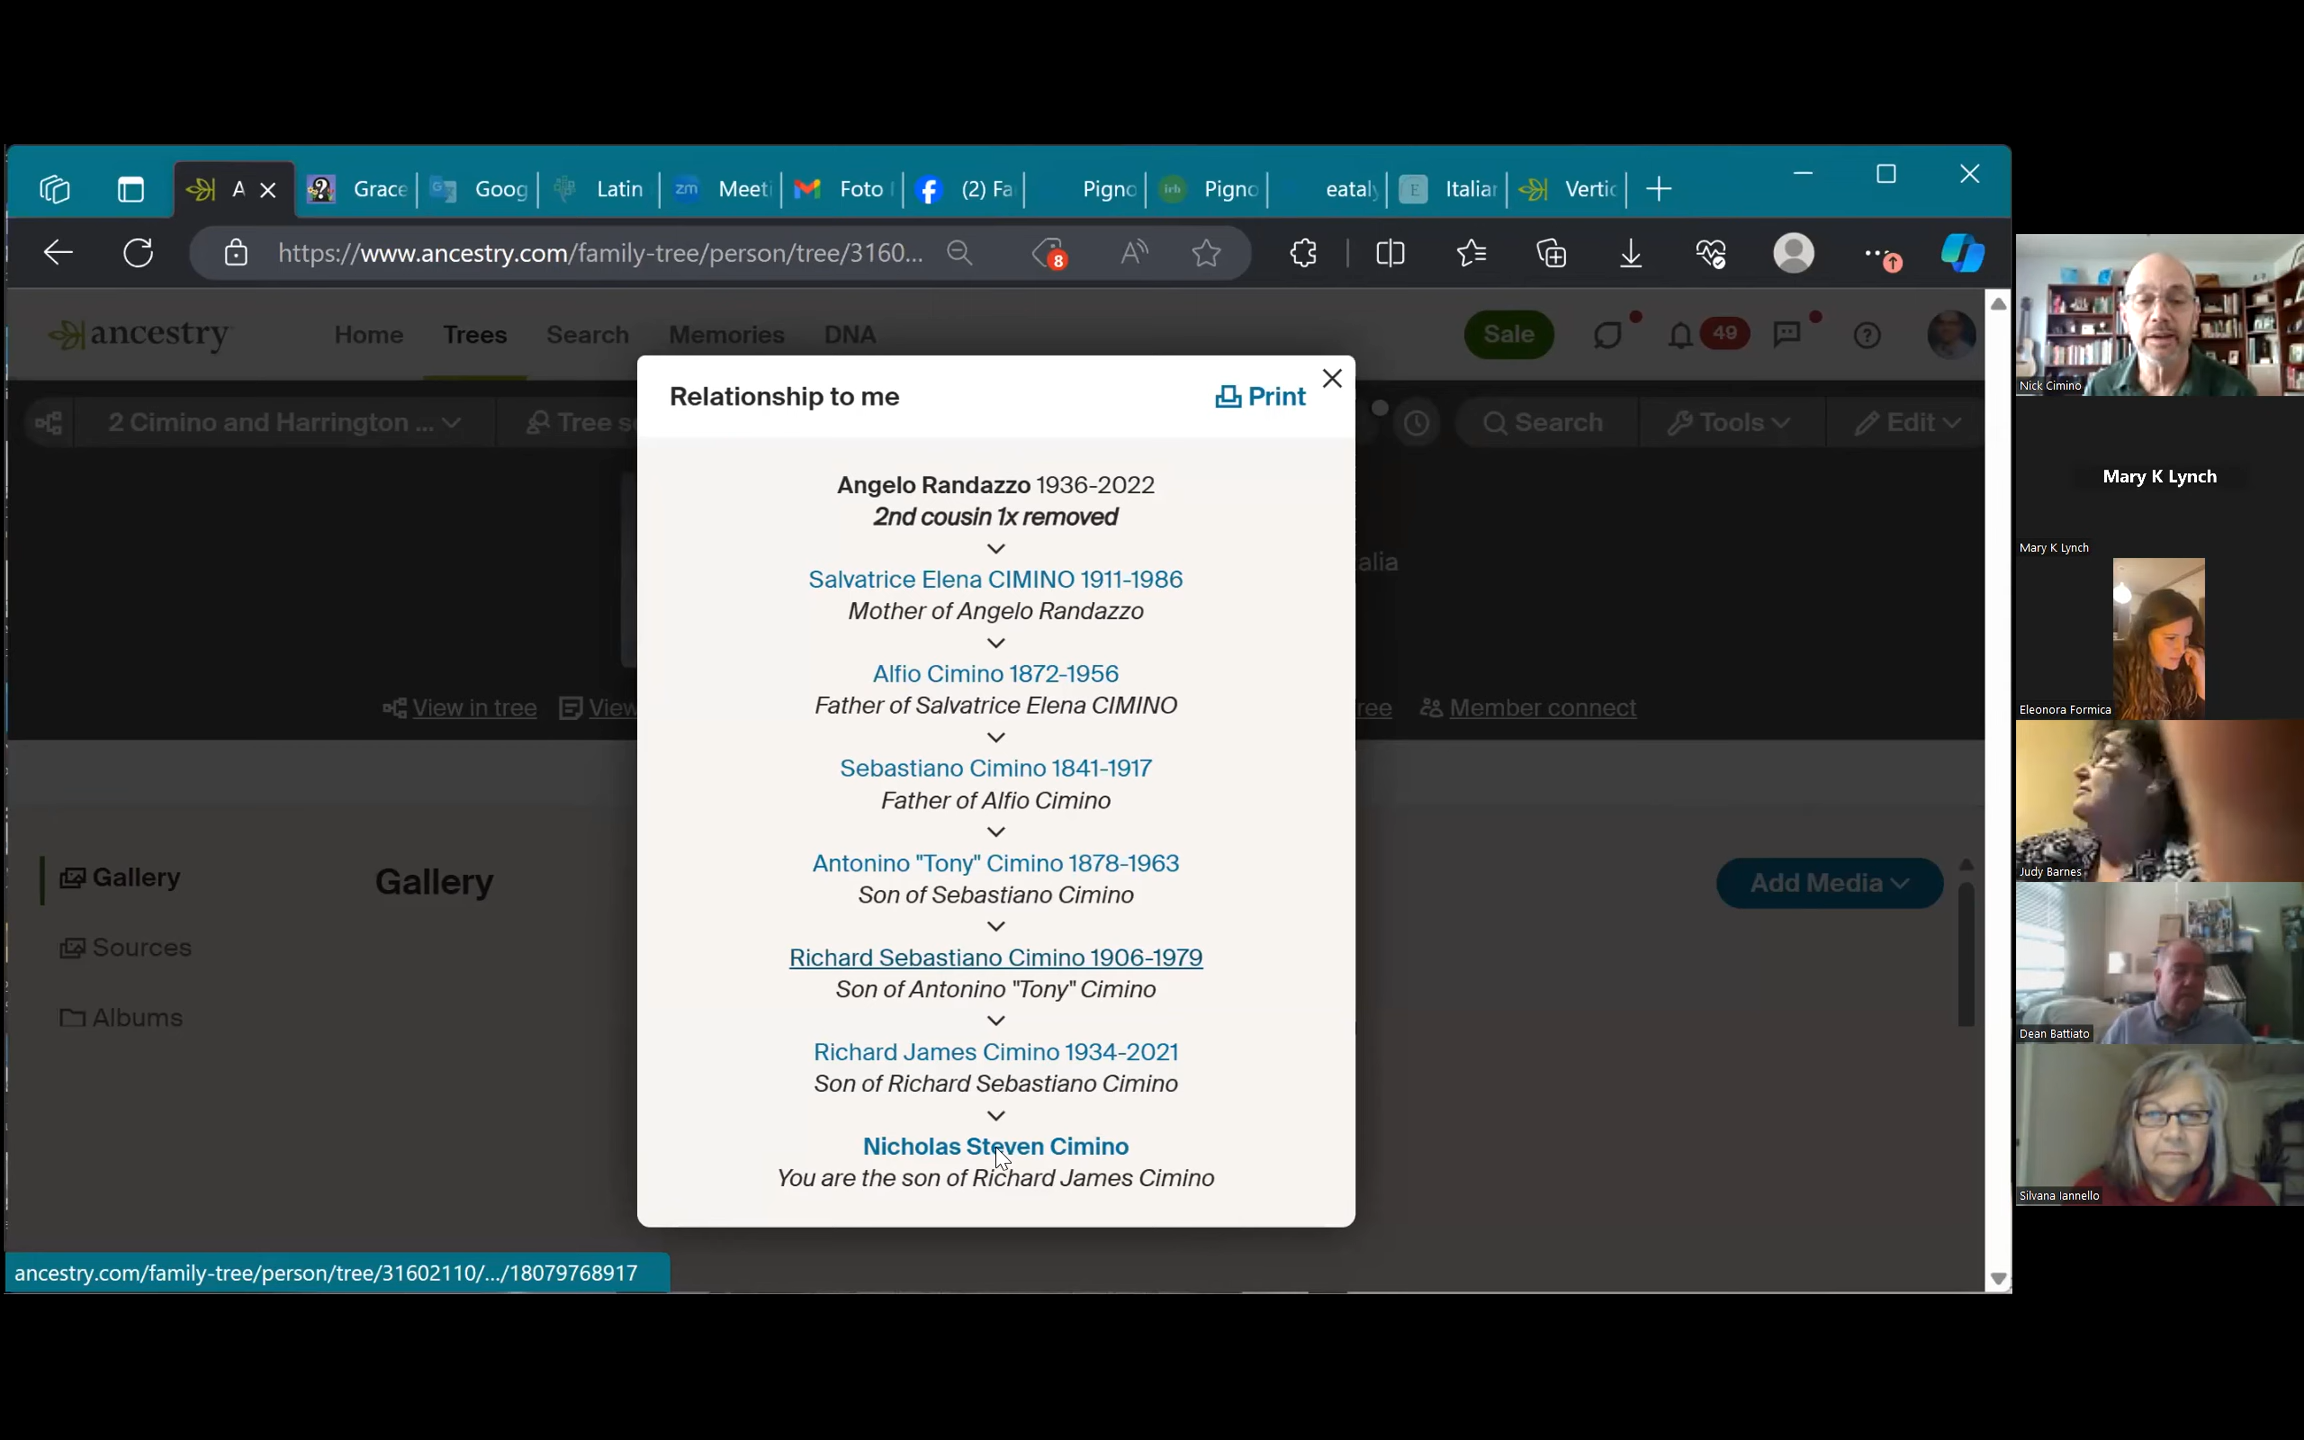 A
Grace
Goog
Latin
zm
Meeti
Foto
(2) Fa
Pigno
irb
Pigno
eataly
E
Italian
Vertic
https://www.ancestry.com/family-tree/person/tree/3160...
8
ancestry
Home
Trees
Search
Memories
DNA
Sale
49
2 Cimino and Harrington ...
Tree s
Search
Tools
Edit
Relationship to me
Print
Angelo Randazzo 1936-2022
2nd cousin 1x removed
Salvatrice Elena CIMINO 1911-1986
Mother of Angelo Randazzo
Alfio Cimino 1872-1956
Father of Salvatrice Elena CIMINO
Sebastiano Cimino 1841-1917
Father of Alfio Cimino
Antonino "Tony" Cimino 1878-1963
Son of Sebastiano Cimino
Richard Sebastiano Cimino 1906-1979
Son of Antonino "Tony" Cimino
Richard James Cimino 1934-2021
Son of Richard Sebastiano Cimino
Nicholas Steven Cimino
You are the son of Richard James Cimino
alia
View in tree
View
ree
Member connect
Gallery
Sources
Albums
Gallery
Add Media
ancestry.com/family-tree/person/tree/31602110/.../18079768917
Nick Cimino
Mary K Lynch
Mary K Lynch
Eleonora Formica
Judy Barnes
Dean Battiato
Silvana Iannello